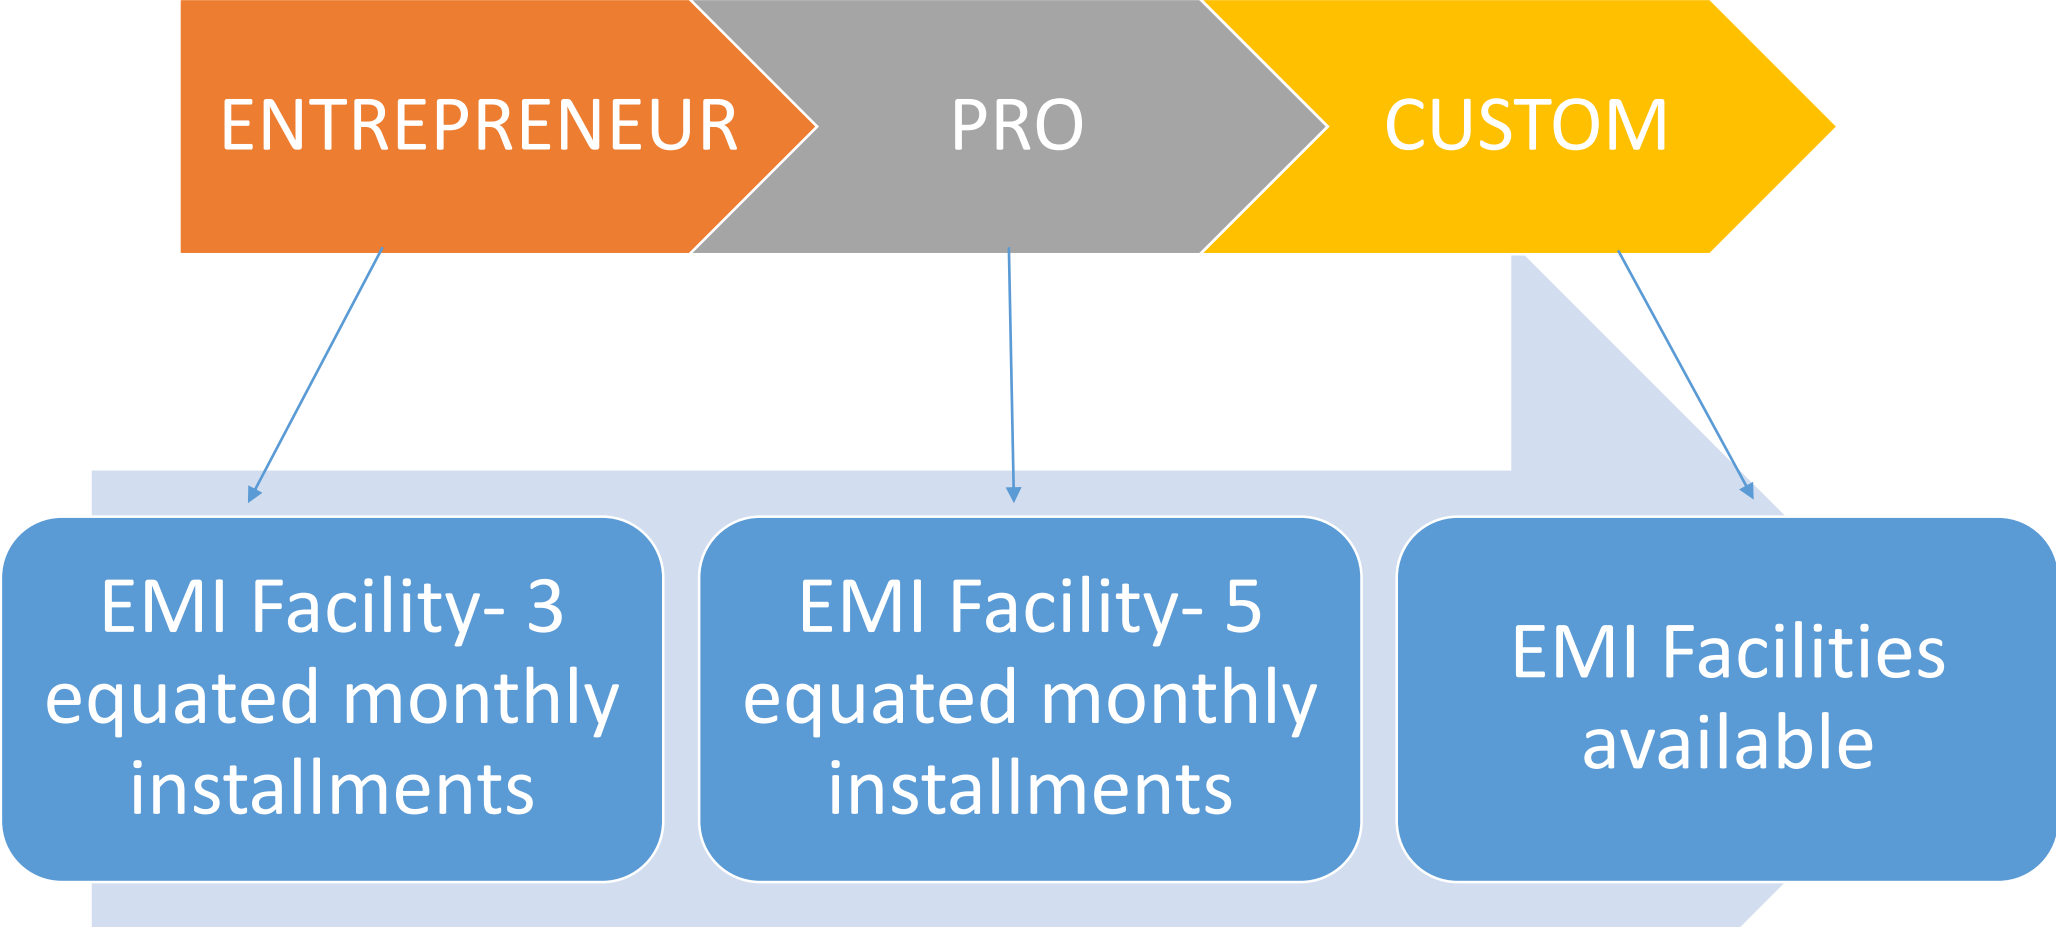 ENTREPRENEUR
PRO
CUSTOM
EMI Facility- 3
equated monthly
installments
EMI Facility- 5
equated monthly
installments
EMI Facilities
available